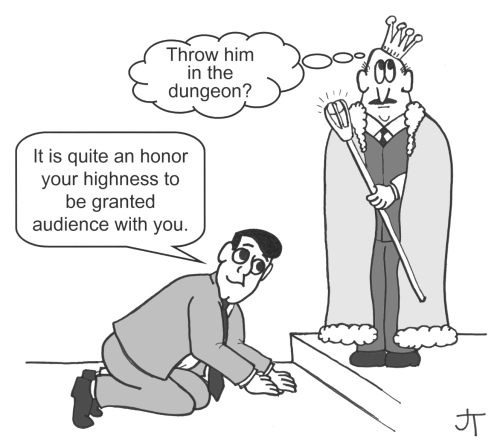 Throw him
in the
dungeon?
It is quite an honor
your highness to
be granted
audience with you.
JT